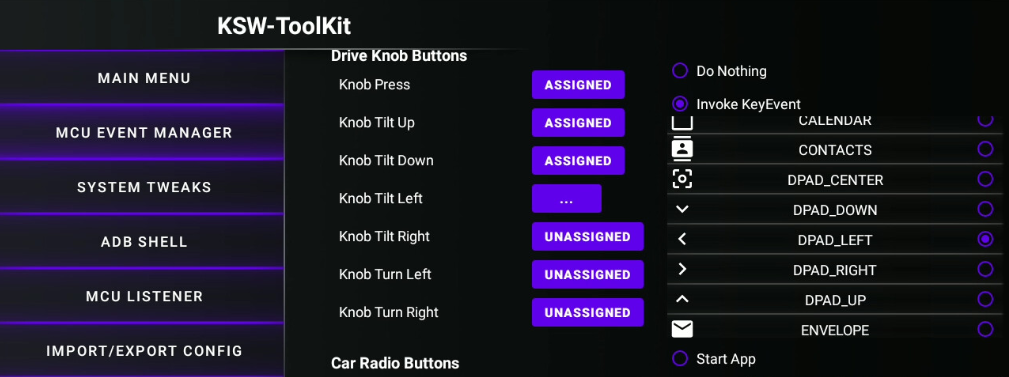 KSW-ToolKit
MAIN MENU
MCU EVENT MANAGER
SYSTEM TWEAKS
ADB SHELL
MCU LISTENER
IMPORT/EXPORT CONFIG
Drive Knob Buttons
Knob Press ASSIGNED
Knob Tilt Up ASSIGNED
Knob Tilt Down ASSIGNED
Knob Tilt Left ...
Knob Tilt Right UNASSIGNED
Knob Turn Left UNASSIGNED
Knob Turn Right UNASSIGNED
Car Radio Buttons
Do Nothing
Invoke KeyEvent
CALENDAR
CONTACTS
DPAD_CENTER
DPAD_DOWN
DPAD_LEFT
DPAD_RIGHT
DPAD_UP
ENVELOPE
Start App